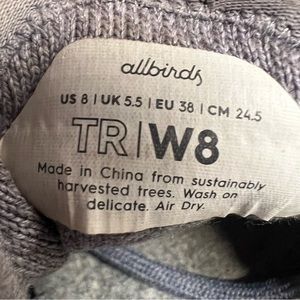 allbirds
US 8 | UK 5.5 | EU 38 | CM 24.5
TR|W8
Made in China from sustainably
harvested trees. Wash on
delicate. Air Dry.